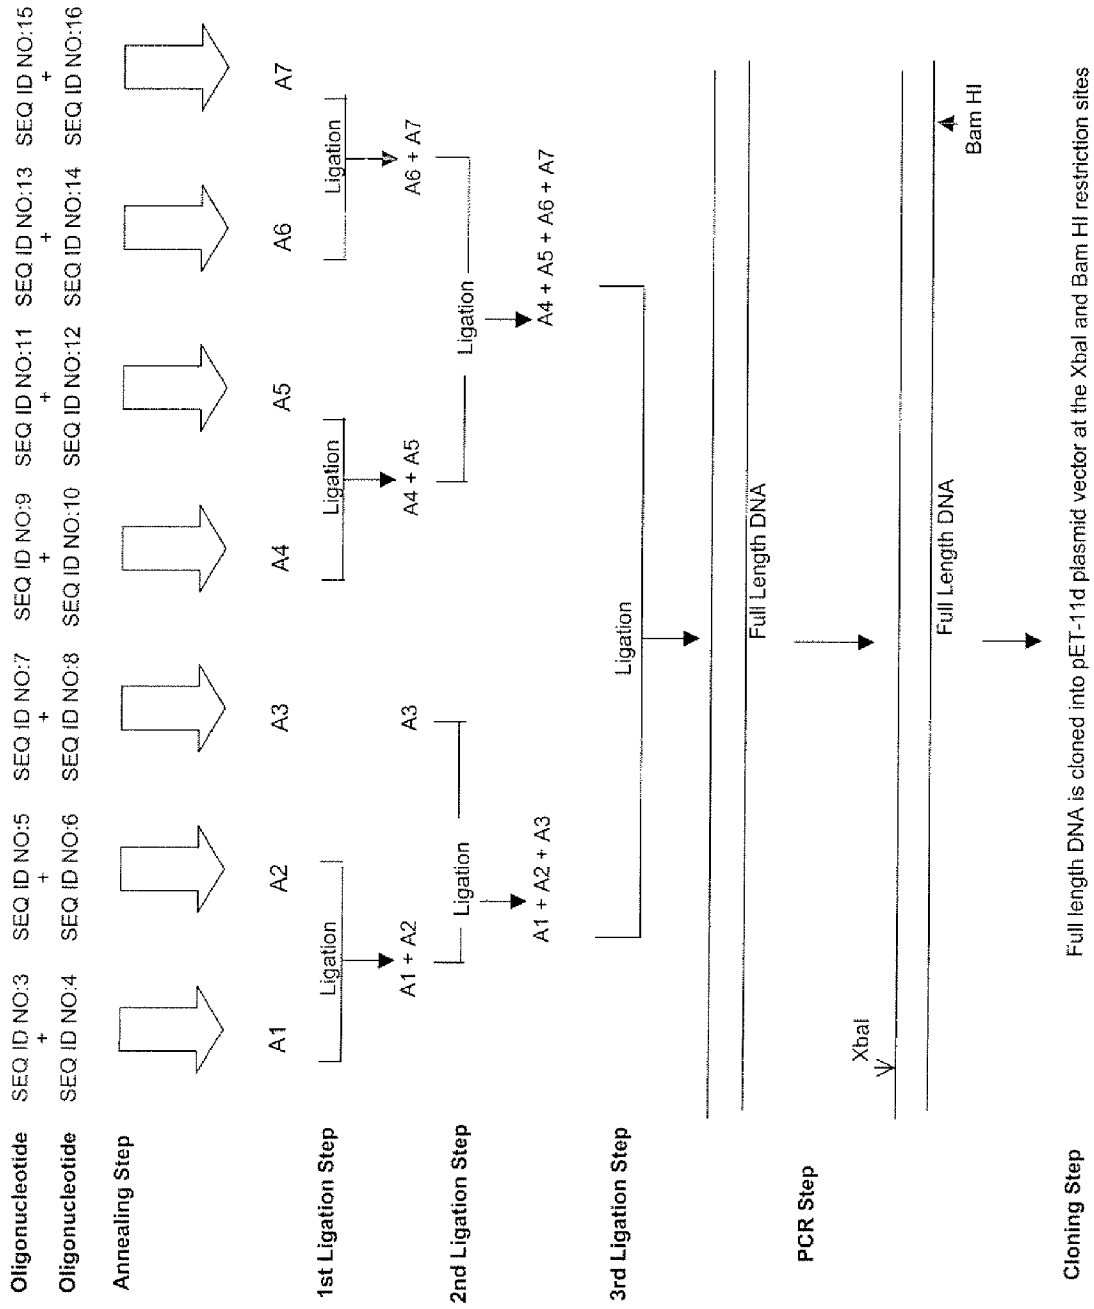 Oligonucleotide SEQ ID NO:3 SEQ ID NO:5 SEQ ID NO:7 SEQ ID NO:9 SEQ ID NO:11 SEQ ID NO:13 SEQ ID NO:15
+ + + + + + +
Oligonucleotide SEQ ID NO:4 SEQ ID NO:6 SEQ ID NO:8 SEQ ID NO:10 SEQ ID NO:12 SEQ ID NO:14 SEQ ID NO:16
Annealing Step
A1 A2 A3 A4 A5 A6 A7
1st Ligation Step Ligation Ligation Ligation
A1 + A2 A3 A4 + A5 A6 + A7
2nd Ligation Step Ligation Ligation
A1 + A2 + A3 A4 + A5 + A6 + A7
3rd Ligation Step Ligation
Full Length DNA
PCR Step
XbaI
Full Length DNA
Bam HI
Cloning Step Full length DNA is cloned into pET-11d plasmid vector at the XbaI and Bam HI restriction sites